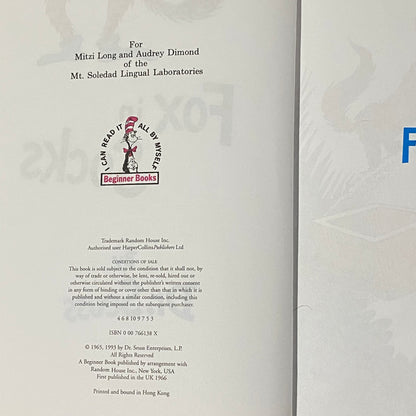 For
Mitzi Long and Audrey Dimond
of the
Mt. Soledad Lingual Laboratories
I CAN READ IT ALL BY MYSELF
Beginner Books
Fox in
Socks
F
Trademark Random House Inc.
Authorised user HarperCollinsPublishers Ltd
CONDITIONS OF SALE
This book is sold subject to the condition that it shall not, by
way of trade or otherwise, be lent, re-sold, hired out or
otherwise circulated without the publisher's written consent
in any form of binding or cover other than that in which it is
published and without a similar condition, including this
condition being imposed on the subsequent purchaser.
4 6 8 10 9 7 5 3
ISBN 0 00 766138 X
© 1965, 1993 by Dr. Seuss Enterprises, L.P.
All Rights Reserved
A Beginner Book published by arrangement with
Random House Inc., New York, USA
First published in the UK 1966
Printed and bound in Hong Kong